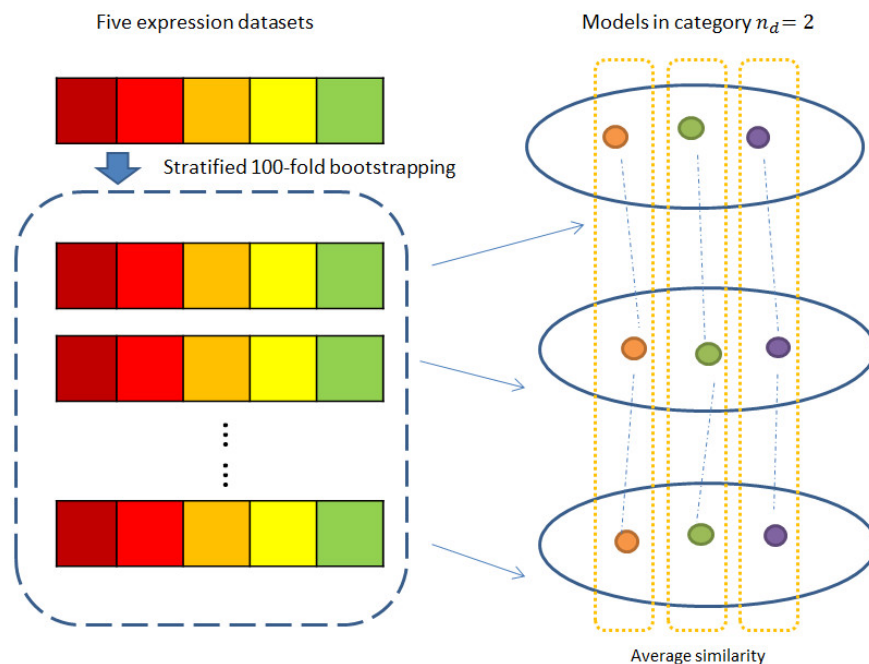 Five expression datasets
Models in category n_d = 2
Stratified 100-fold bootstrapping
Average similarity